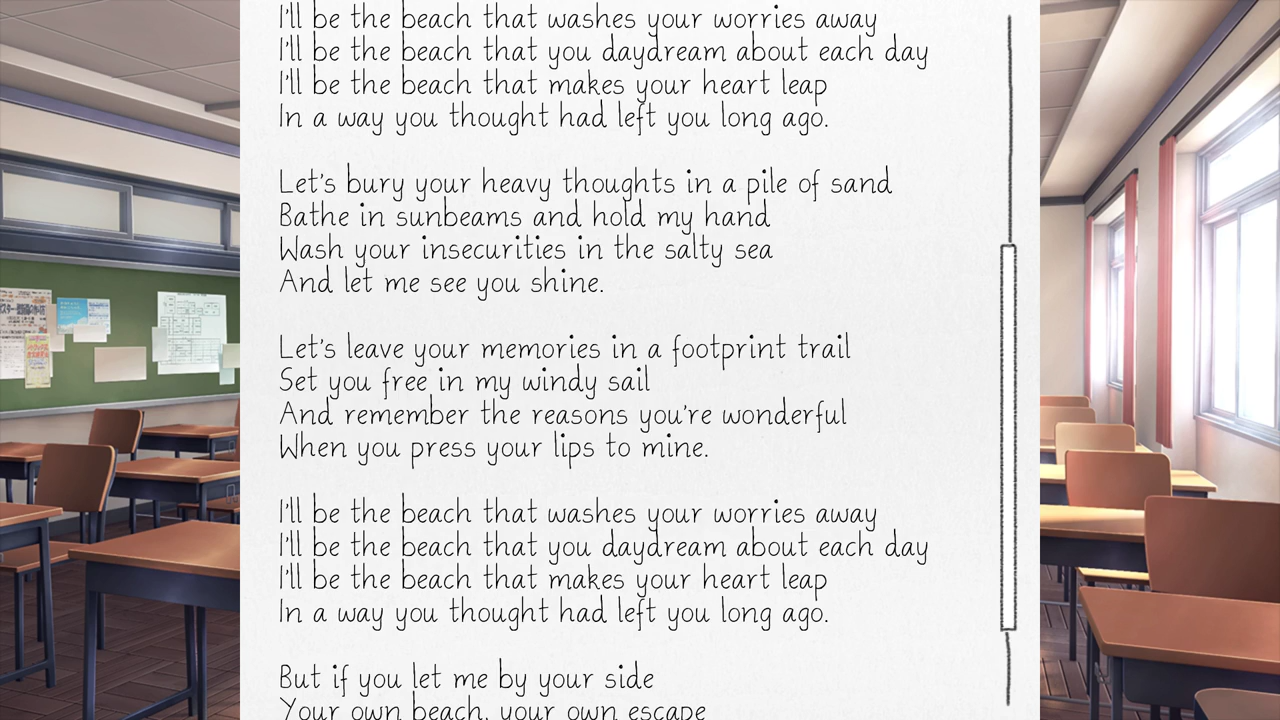 I'll be the beach that washes your worries away
I'll be the beach that you daydream about each day
I'll be the beach that makes your heart leap
In a way you thought had left you long ago.
Let's bury your heavy thoughts in a pile of sand
Bathe in sunbeams and hold my hand
Wash your insecurities in the salty sea
And let me see you shine.
Let's leave your memories in a footprint trail
Set you free in my windy sail
And remember the reasons you're wonderful
When you press your lips to mine.
I'll be the beach that washes your worries away
I'll be the beach that you daydream about each day
I'll be the beach that makes your heart leap
In a way you thought had left you long ago.
But if you let me by your side
Your own beach, your own escape